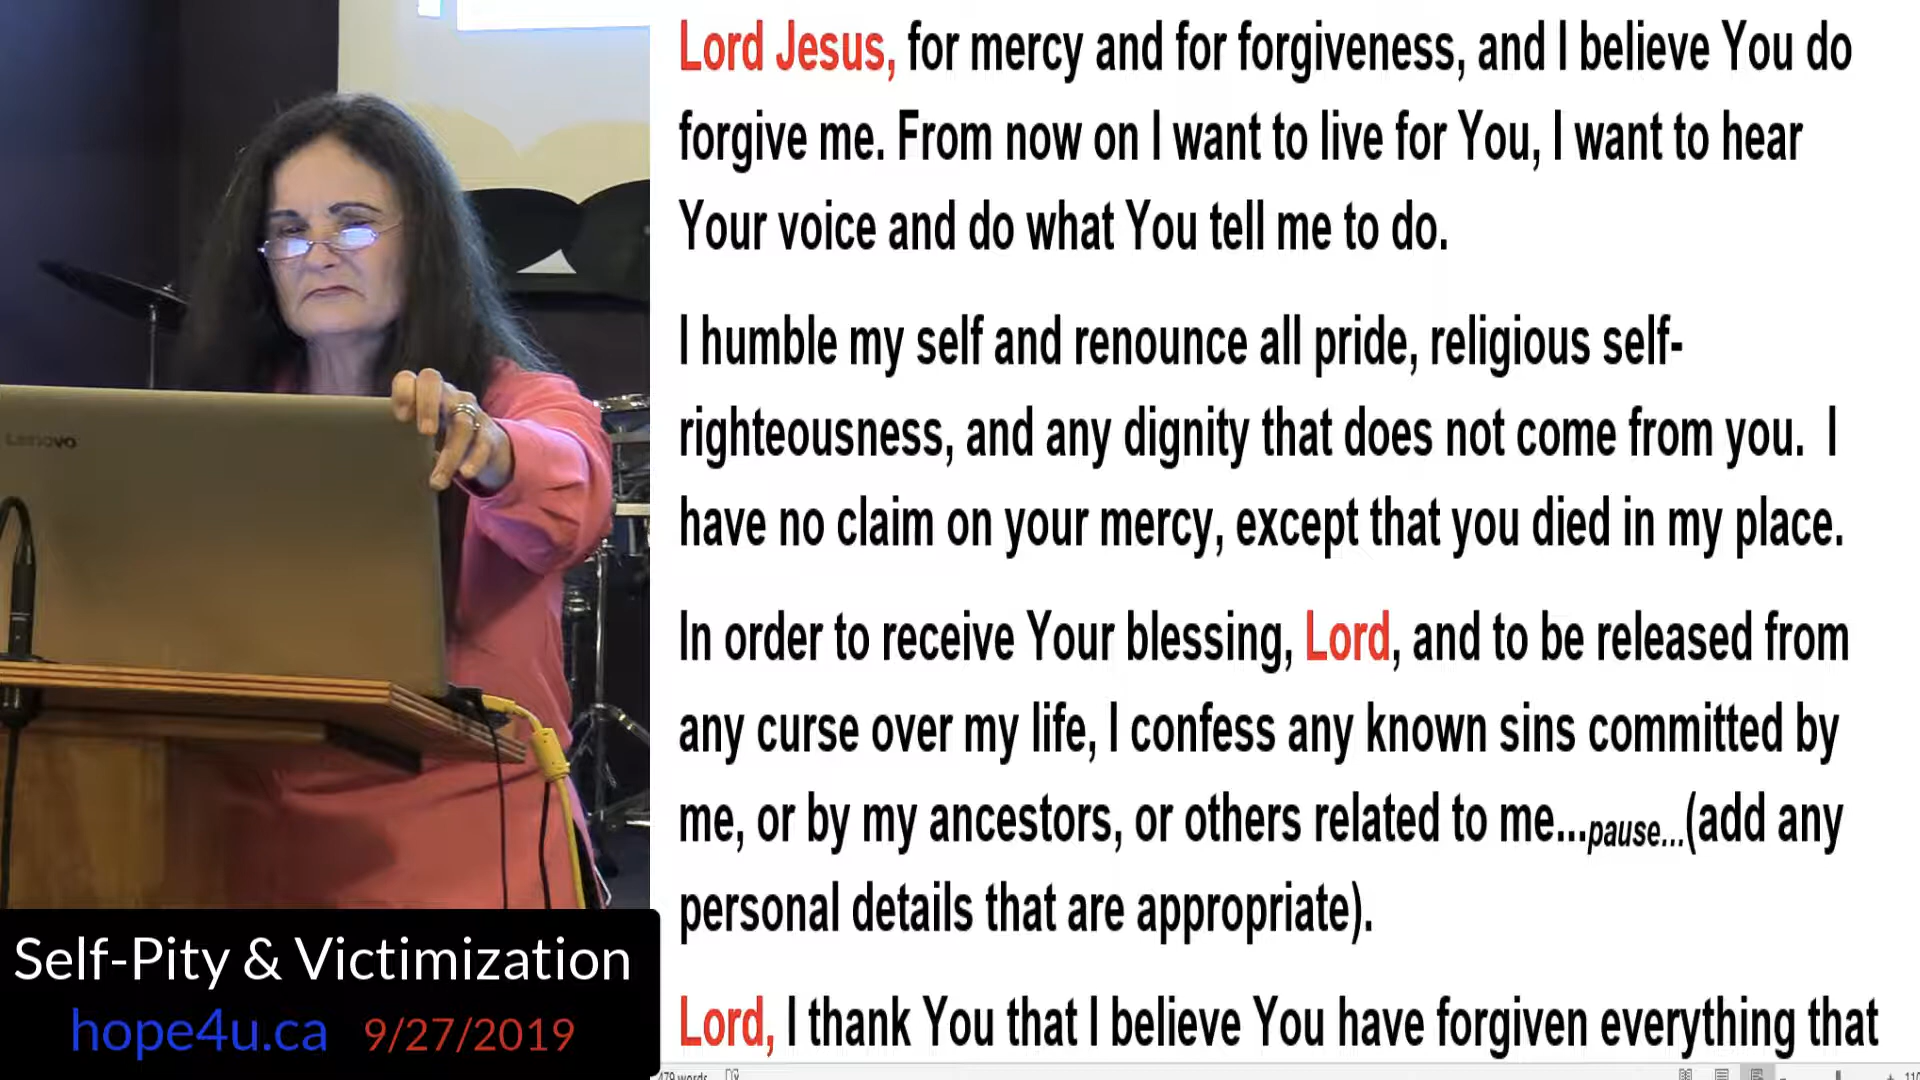 Lord Jesus, for mercy and for forgiveness, and I believe You do
forgive me. From now on I want to live for You, I want to hear
Your voice and do what You tell me to do.
I humble my self and renounce all pride, religious self-
righteousness, and any dignity that does not come from you. I
have no claim on your mercy, except that you died in my place.
In order to receive Your blessing, Lord, and to be released from
any curse over my life, I confess any known sins committed by
me, or by my ancestors, or others related to me...pause...(add any
personal details that are appropriate).
Lord, I thank You that I believe You have forgiven everything that
479 words
Lenovo
Self-Pity & Victimization
hope4u.ca 9/27/2019